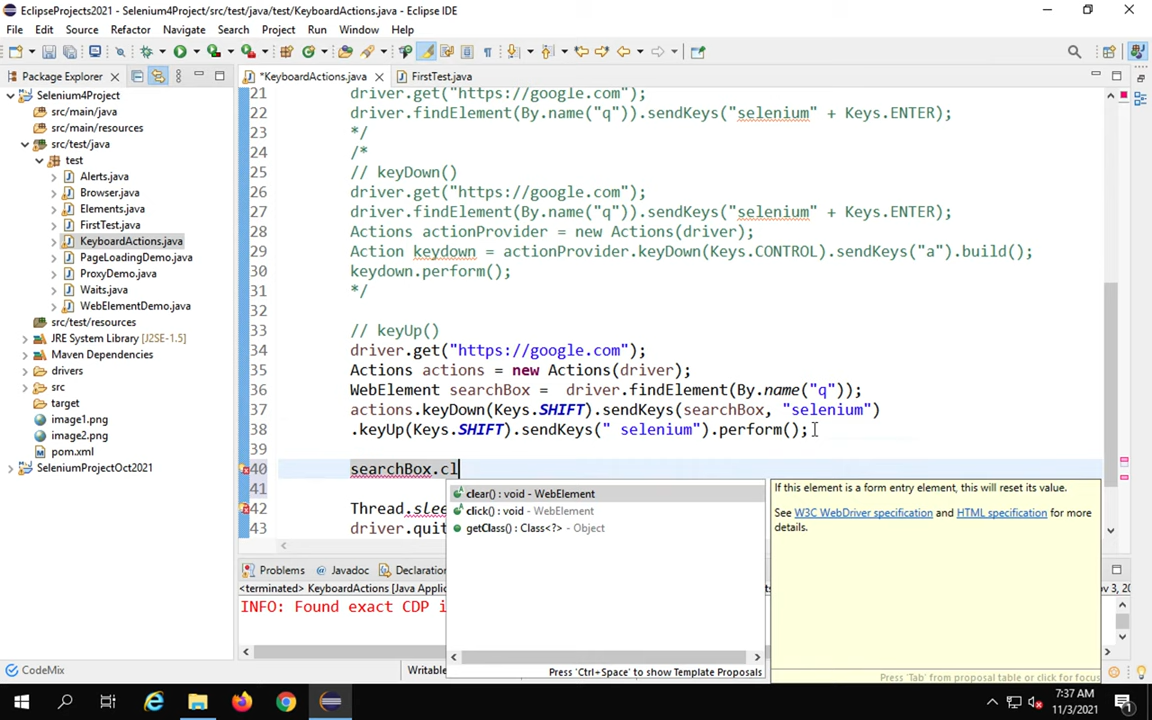 EclipseProjects2021 - Selenium4Project/src/test/java/test/KeyboardActions.java - Eclipse IDE
File Edit Source Refactor Navigate Search Project Run Window Help
Package Explorer
*KeyboardActions.java
FirstTest.java
Selenium4Project
src/main/java
src/main/resources
src/test/java
test
Alerts.java
Browser.java
Elements.java
FirstTest.java
KeyboardActions.java
PageLoadingDemo.java
ProxyDemo.java
Waits.java
WebElementDemo.java
src/test/resources
JRE System Library [J2SE-1.5]
Maven Dependencies
drivers
src
target
image1.png
image2.png
pom.xml
SeleniumProjectOct2021
21 driver.get("https://google.com");
22 driver.findElement(By.name("q")).sendKeys("selenium" + Keys.ENTER);
23 */
24 /*
25 // keyDown()
26 driver.get("https://google.com");
27 driver.findElement(By.name("q")).sendKeys("selenium" + Keys.ENTER);
28 Actions actionProvider = new Actions(driver);
29 Action keydown = actionProvider.keyDown(Keys.CONTROL).sendKeys("a").build();
30 keydown.perform();
31 */
32
33 // keyUp()
34 driver.get("https://google.com");
35 Actions actions = new Actions(driver);
36 WebElement searchBox =  driver.findElement(By.name("q"));
37 actions.keyDown(Keys.SHIFT).sendKeys(searchBox, "selenium")
38 .keyUp(Keys.SHIFT).sendKeys(" selenium").perform();
39
40 searchBox.cl
41
42 Thread.slee
43 driver.quit
clear() : void - WebElement
click() : void - WebElement
getClass() : Class<?> - Object
Press 'Ctrl+Space' to show Template Proposals
If this element is a form entry element, this will reset its value.
See W3C WebDriver specification and HTML specification for more
details.
Press 'Tab' from proposal table or click for focus
Problems
Javadoc
Declaration
<terminated> KeyboardActions [Java Applic
ov 3, 20
INFO: Found exact CDP i
CodeMix
Writable
7:37 AM
11/3/2021
1